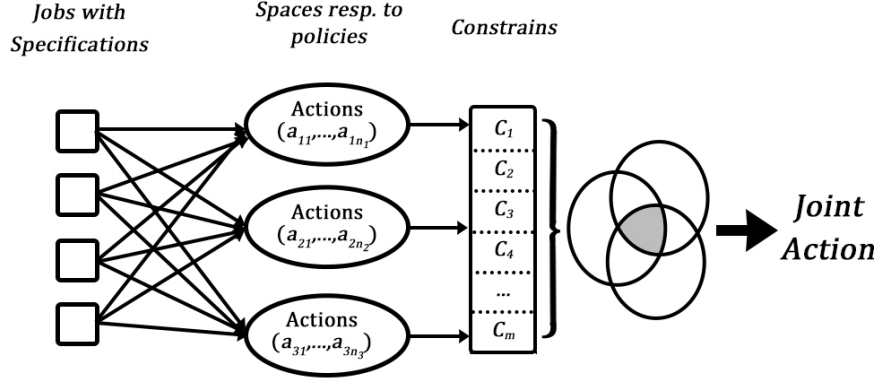 Jobs with
Specifications
Spaces resp. to
policies
Constrains
Actions
(a₁₁,...,a₁ₙ₁)
Actions
(a₂₁,...,a₂ₙ₂)
Actions
(a₃₁,...,a₃ₙ₃)
C₁
C₂
C₃
C₄
...
Cₘ
Joint
Action